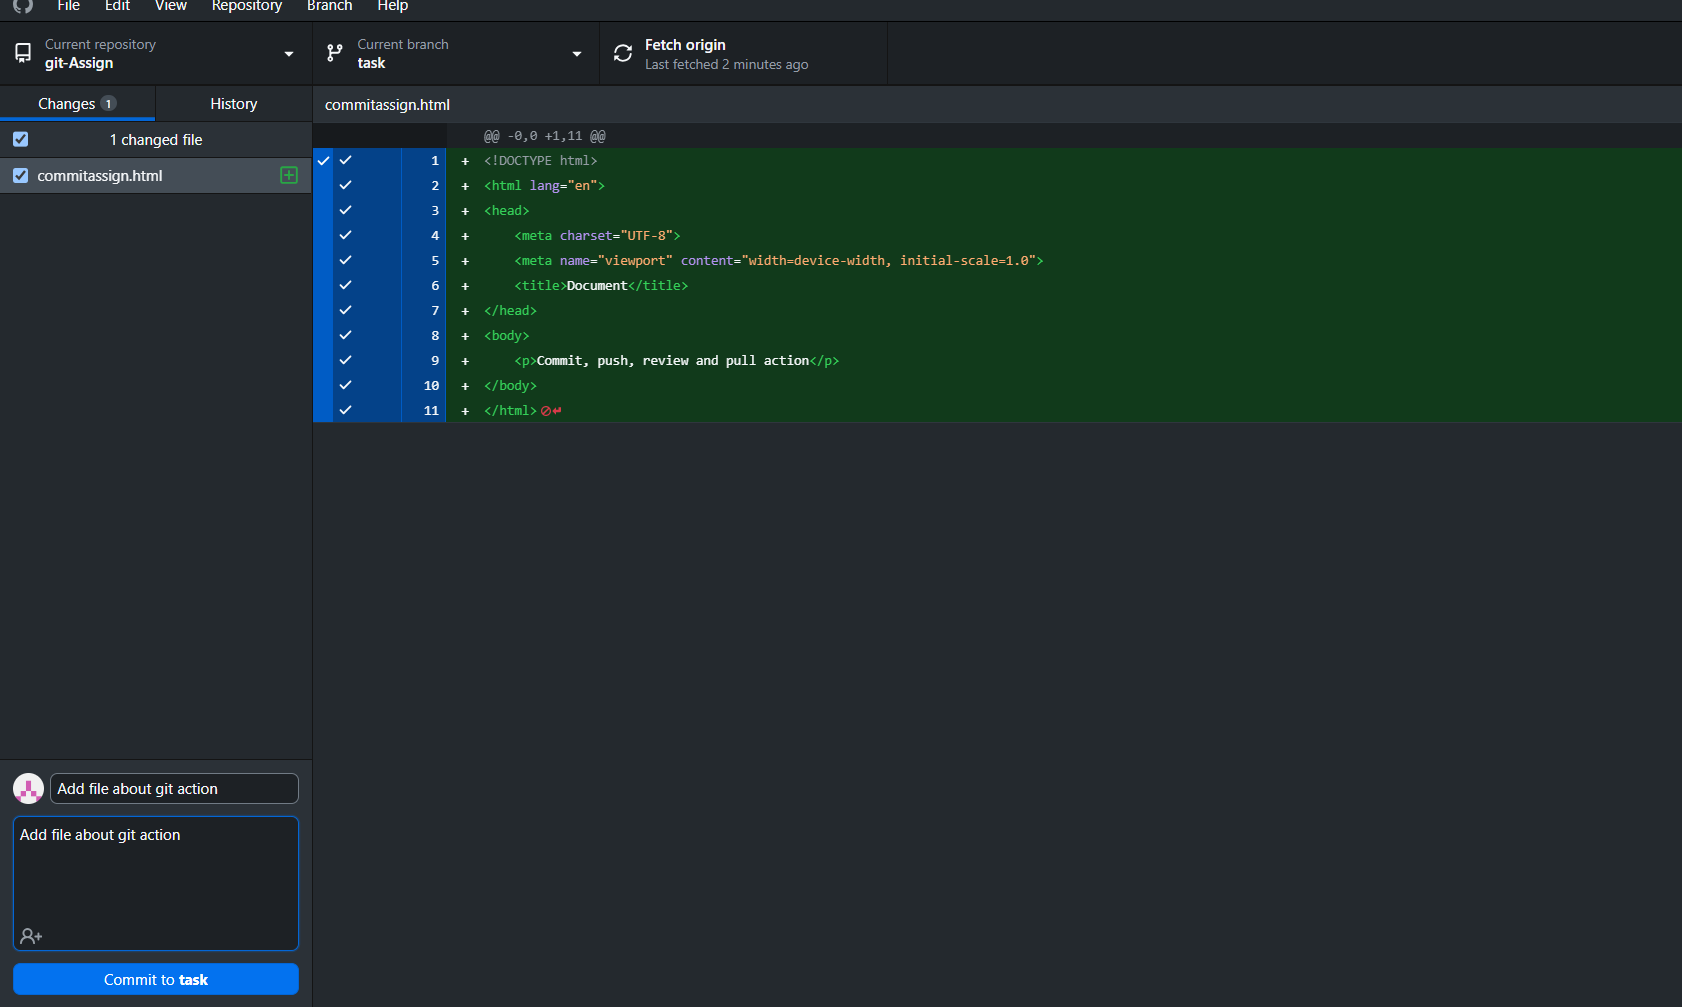 File Edit View Repository Branch Help
Current repository
git-Assign
Current branch
task
Fetch origin
Last fetched 2 minutes ago
Changes 1
History
1 changed file
commitassign.html
commitassign.html
@@ -0,0 +1,11 @@
1 + <!DOCTYPE html>
2 + <html lang="en">
3 + <head>
4 +     <meta charset="UTF-8">
5 +     <meta name="viewport" content="width=device-width, initial-scale=1.0">
6 +     <title>Document</title>
7 + </head>
8 + <body>
9 +     <p>Commit, push, review and pull action</p>
10 + </body>
11 + </html>
Add file about git action
Add file about git action
Commit to task